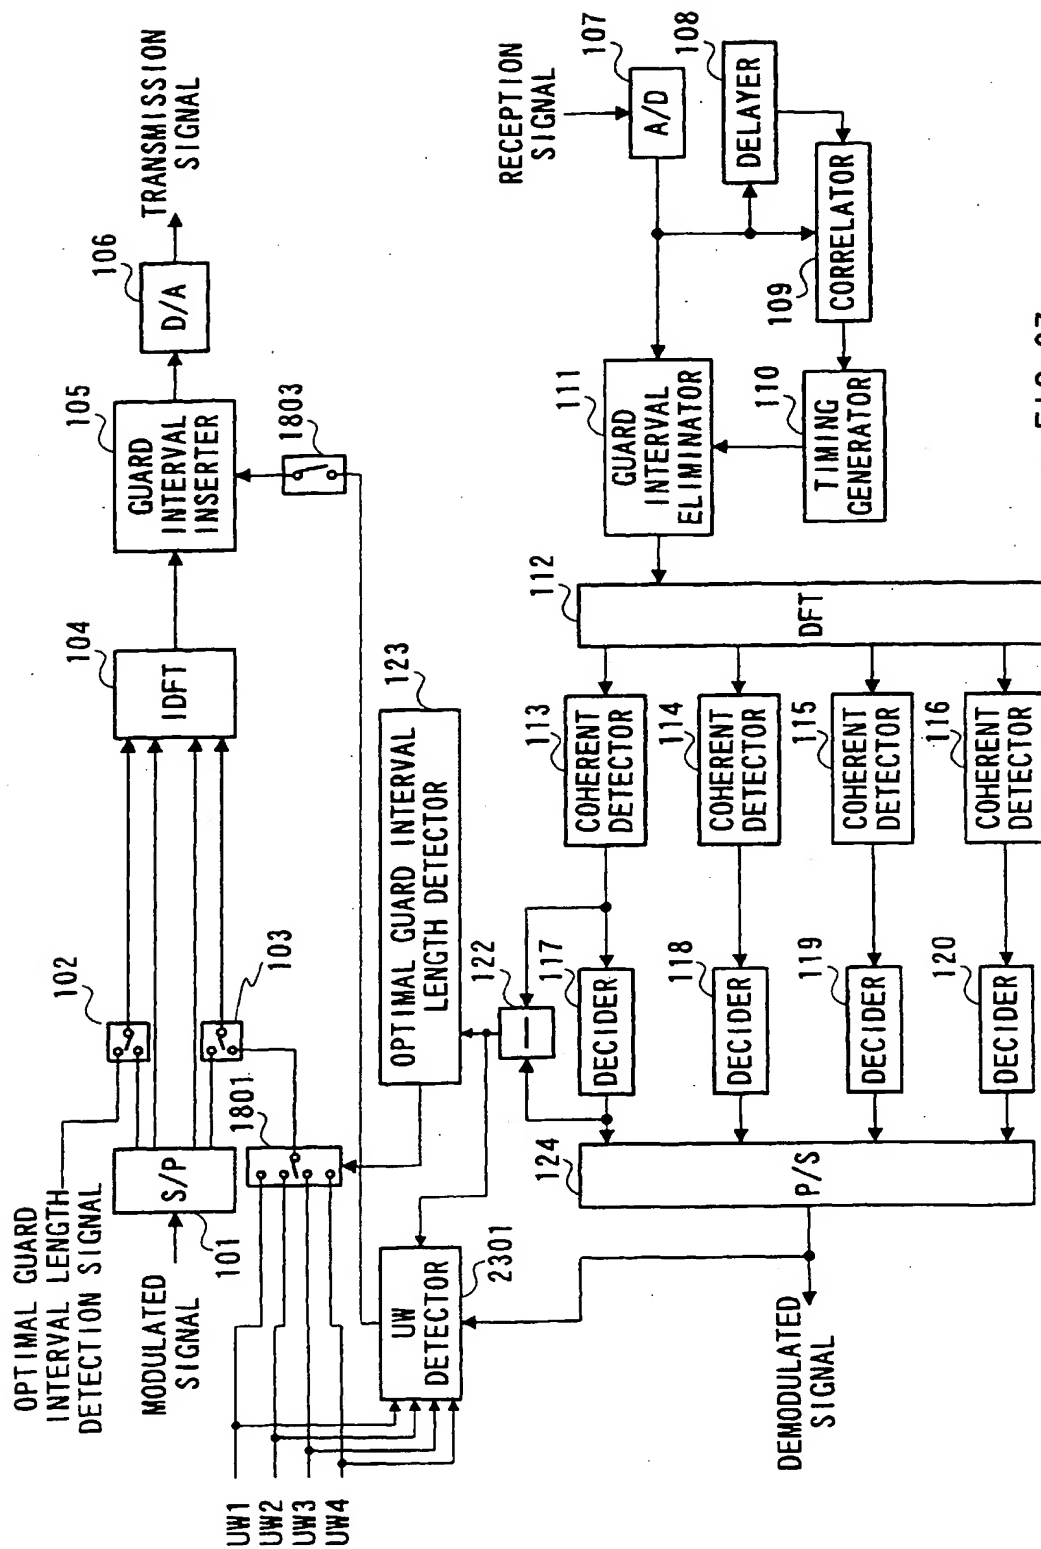 OPTIMAL GUARD
INTERVAL LENGTH
DETECTION SIGNAL
MODULATED
SIGNAL
S/P
101
102
103
104
IDFT
105
GUARD
INTERVAL
INSERTER
106
D/A
TRANSMISSION
SIGNAL
1803
UW1
UW2
UW3
UW4
1801
UW
DETECTOR
2301
123
OPTIMAL GUARD INTERVAL
LENGTH DETECTOR
122
RECEPTION
SIGNAL
107
A/D
108
DELAYER
109
CORRELATOR
110
TIMING
GENERATOR
111
GUARD
INTERVAL
ELIMINATOR
112
DFT
113
COHERENT
DETECTOR
114
COHERENT
DETECTOR
115
COHERENT
DETECTOR
116
COHERENT
DETECTOR
117
DECIDER
118
DECIDER
119
DECIDER
120
DECIDER
124
P/S
DEMODULATED
SIGNAL